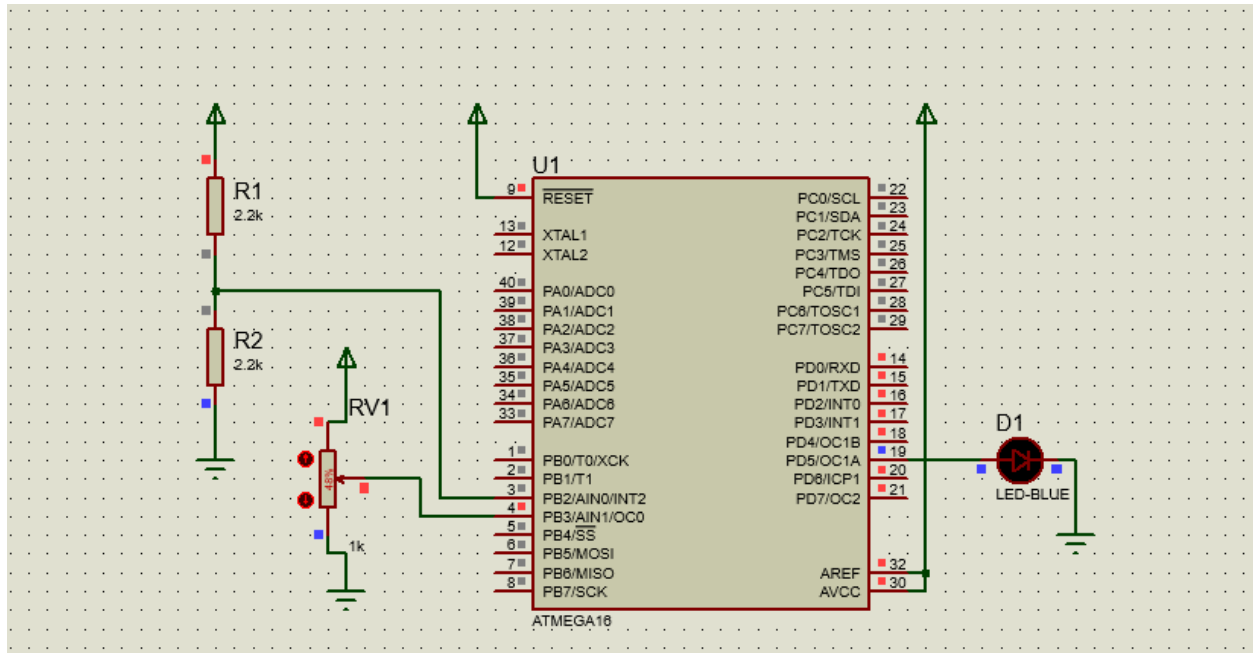 R1
2.2k
R2
2.2k
RV1
48%
1k
U1
9 RESET
13 XTAL1
12 XTAL2
40 PA0/ADC0
39 PA1/ADC1
38 PA2/ADC2
37 PA3/ADC3
36 PA4/ADC4
35 PA5/ADC5
34 PA6/ADC6
33 PA7/ADC7
1 PB0/T0/XCK
2 PB1/T1
3 PB2/AIN0/INT2
4 PB3/AIN1/OC0
5 PB4/SS
6 PB5/MOSI
7 PB6/MISO
8 PB7/SCK
PC0/SCL 22
PC1/SDA 23
PC2/TCK 24
PC3/TMS 25
PC4/TDO 26
PC5/TDI 27
PC6/TOSC1 28
PC7/TOSC2 29
PD0/RXD 14
PD1/TXD 15
PD2/INT0 16
PD3/INT1 17
PD4/OC1B 18
PD5/OC1A 19
PD6/ICP1 20
PD7/OC2 21
AREF 32
AVCC 30
ATMEGA16
D1
LED-BLUE